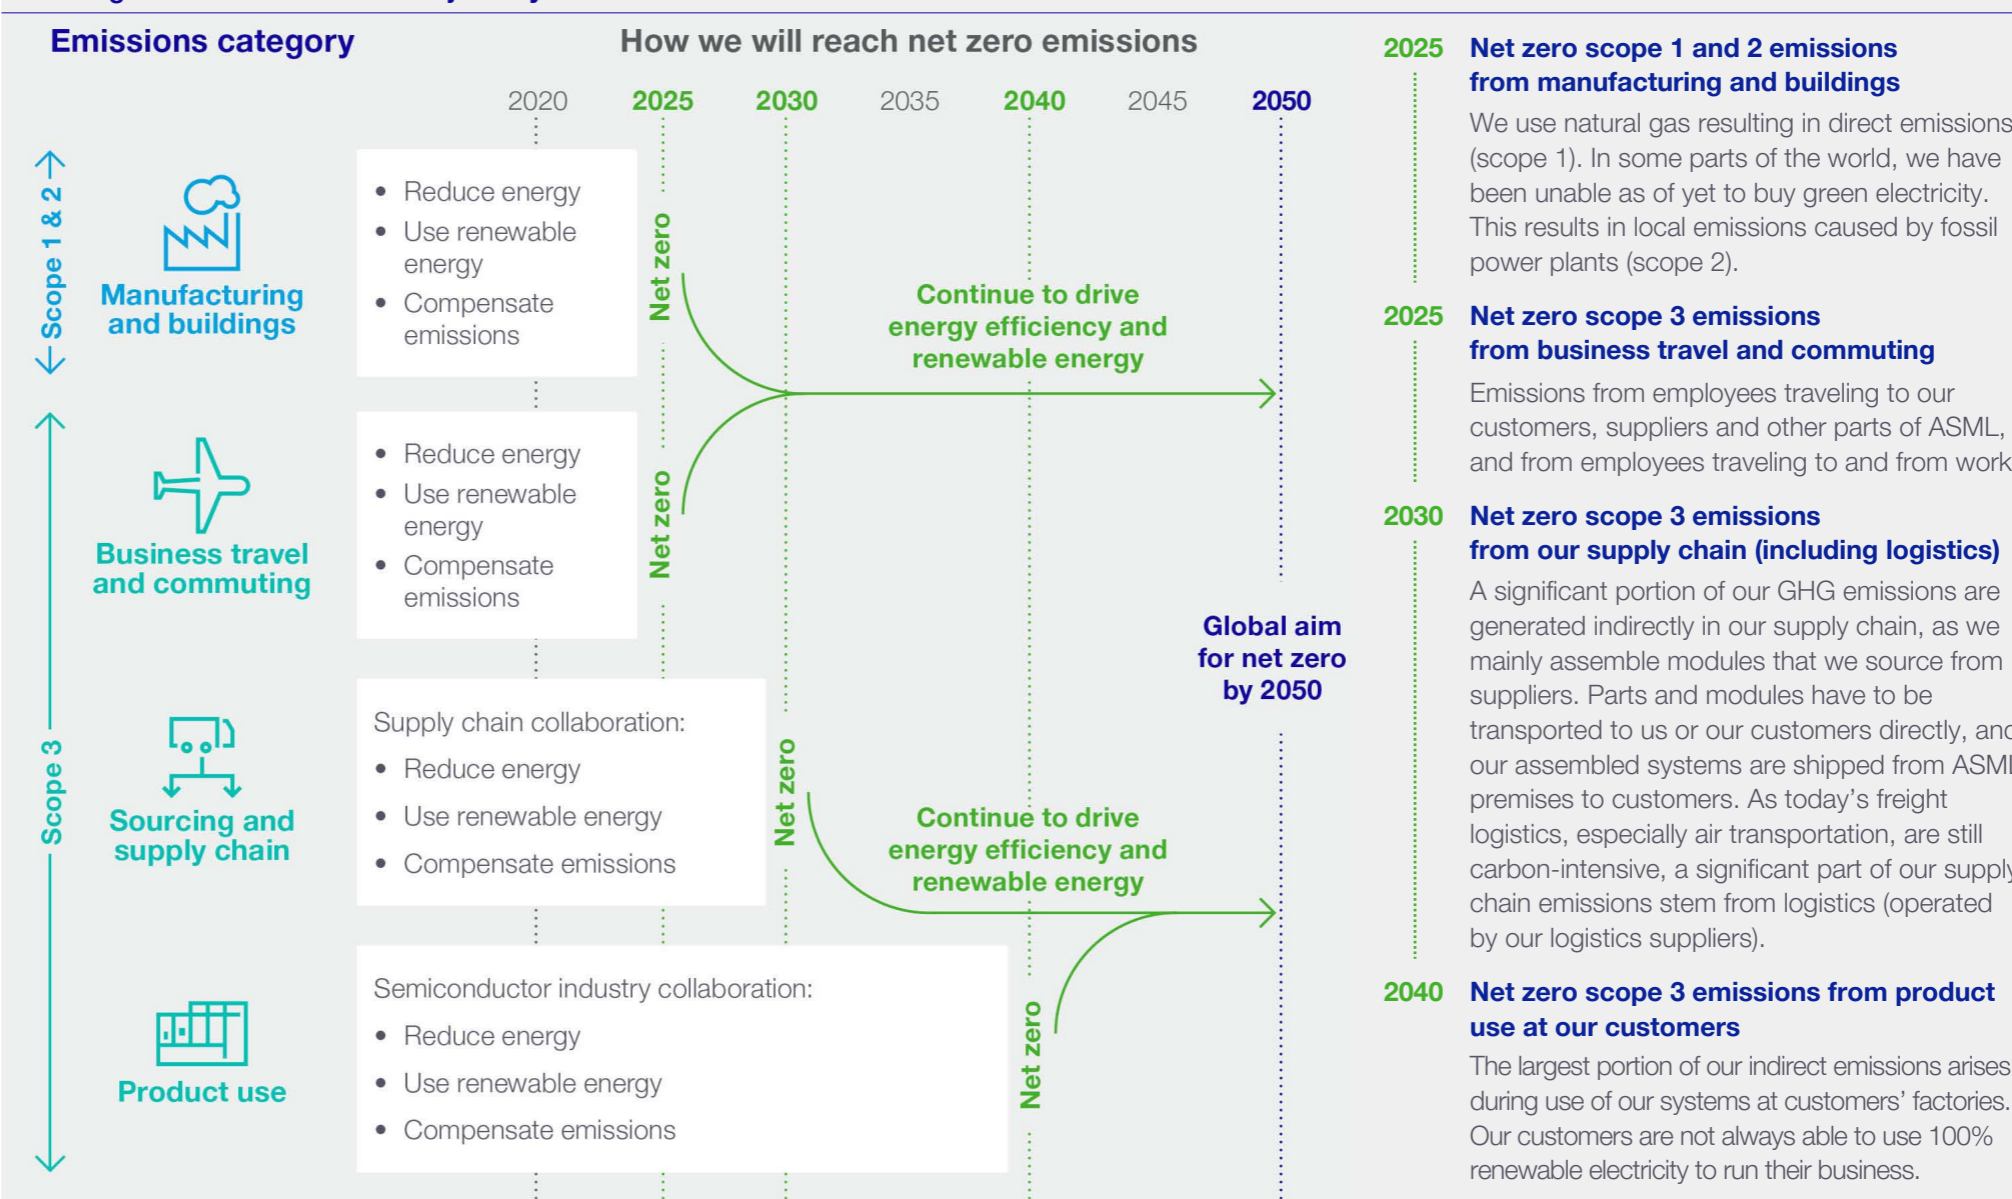 Emissions category
How we will reach net zero emissions
2020 2025 2030 2035 2040 2045 2050
Scope 1 & 2
Manufacturing
and buildings
• Reduce energy
• Use renewable
energy
• Compensate
emissions
Net zero
Continue to drive
energy efficiency and
renewable energy
Scope 3
Business travel
and commuting
• Reduce energy
• Use renewable
energy
• Compensate
emissions
Net zero
Global aim
for net zero
by 2050
Sourcing and
supply chain
Supply chain collaboration:
• Reduce energy
• Use renewable energy
• Compensate emissions
Net zero
Continue to drive
energy efficiency and
renewable energy
Product use
Semiconductor industry collaboration:
• Reduce energy
• Use renewable energy
• Compensate emissions
Net zero
2025 Net zero scope 1 and 2 emissions
from manufacturing and buildings
We use natural gas resulting in direct emissions
(scope 1). In some parts of the world, we have
been unable as of yet to buy green electricity.
This results in local emissions caused by fossil
power plants (scope 2).
2025 Net zero scope 3 emissions
from business travel and commuting
Emissions from employees traveling to our
customers, suppliers and other parts of ASML,
and from employees traveling to and from work
2030 Net zero scope 3 emissions
from our supply chain (including logistics)
A significant portion of our GHG emissions are
generated indirectly in our supply chain, as we
mainly assemble modules that we source from
suppliers. Parts and modules have to be
transported to us or our customers directly, and
our assembled systems are shipped from ASML
premises to customers. As today's freight
logistics, especially air transportation, are still
carbon-intensive, a significant part of our supply
chain emissions stem from logistics (operated
by our logistics suppliers).
2040 Net zero scope 3 emissions from product
use at our customers
The largest portion of our indirect emissions arises
during use of our systems at customers' factories.
Our customers are not always able to use 100%
renewable electricity to run their business.